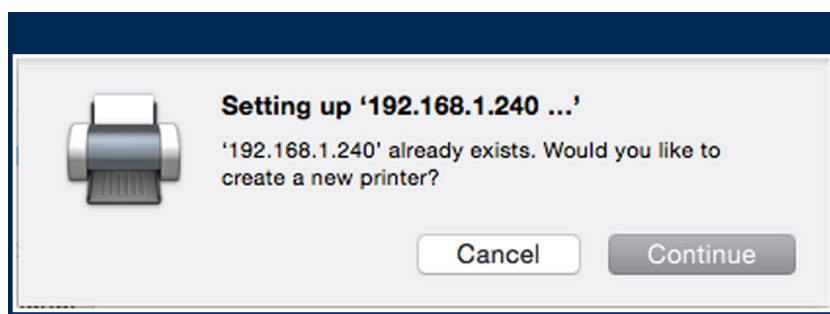 Setting up ‘192.168.1.240 ...’
‘192.168.1.240’ already exists. Would you like to
create a new printer?
Cancel
Continue